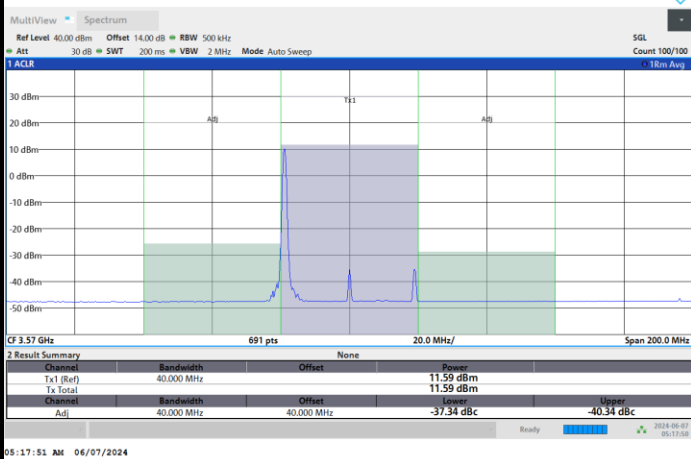 MultiView Spectrum
Ref Level 40.00 dBm Offset 14.00 dB RBW 500 kHz SGL
Att 30 dB SWT 200 ms VBW 2 MHz Mode Auto Sweep Count 100/100
1 ACLR 1Rm Avg
30 dBm
Tx1
20 dBm
Adj Adj
10 dBm
0 dBm
-10 dBm
-20 dBm
-30 dBm
-40 dBm
-50 dBm
CF 3.57 GHz 691 pts 20.0 MHz/ Span 200.0 MHz
2 Result Summary None
Channel Bandwidth Offset Power
Tx1 (Ref) 40.000 MHz 11.59 dBm
Tx Total 11.59 dBm
Channel Bandwidth Offset Lower Upper
Adj 40.000 MHz 40.000 MHz -37.34 dBc -40.34 dBc
Ready 2024-06-07
05:17:50
05:17:51 AM 06/07/2024